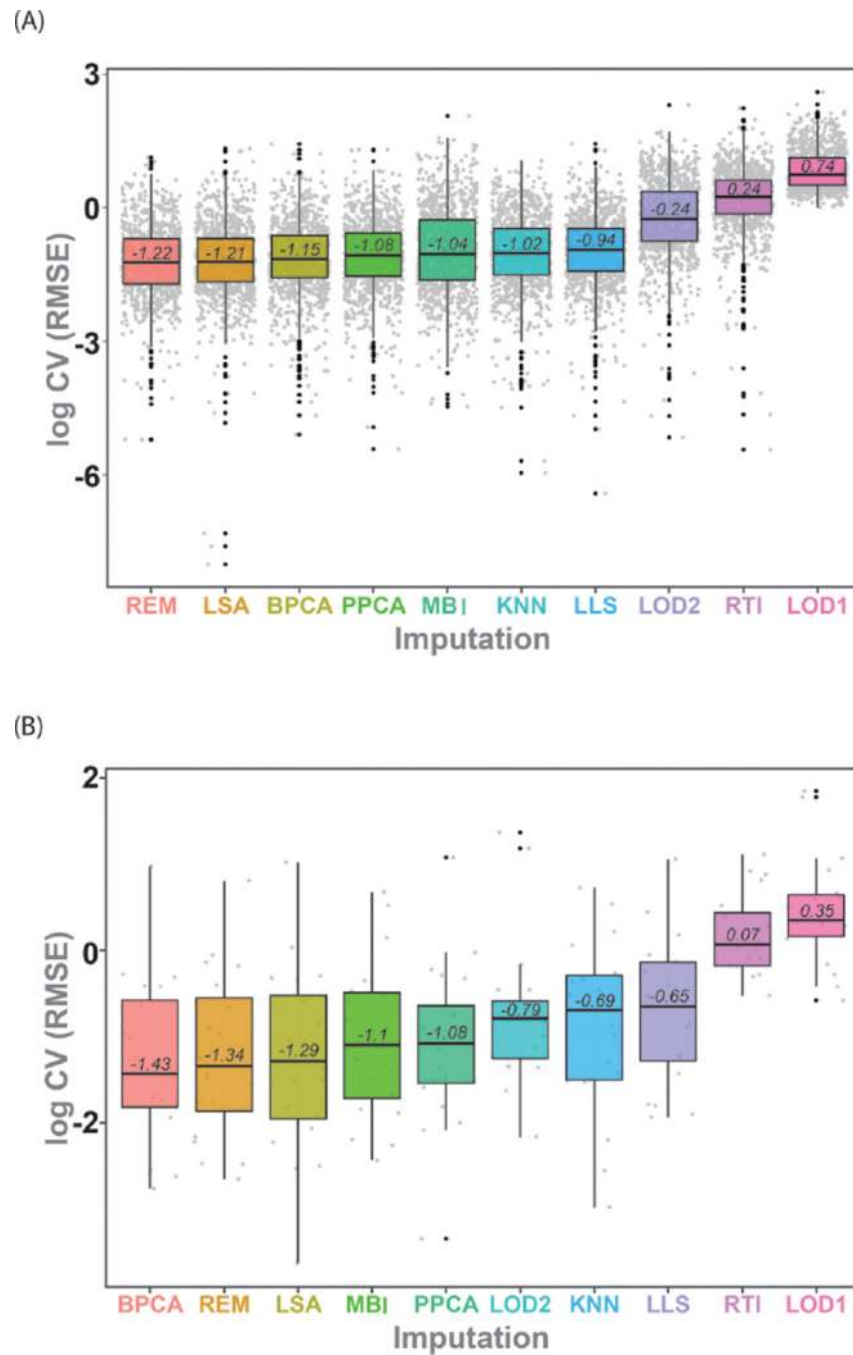 (A)
3
0
-3
-6
log CV (RMSE)
-1.22 -1.21 -1.15 -1.08 -1.04 -1.02 -0.94 -0.24 0.24 0.74
REM LSA BPCA PPCA MBI KNN LLS LOD2 RTI LOD1
Imputation
(B)
2
0
-2
log CV (RMSE)
-1.43 -1.34 -1.29 -1.1 -1.08 -0.79 -0.69 -0.65 0.07 0.35
BPCA REM LSA MBI PPCA LOD2 KNN LLS RTI LOD1
Imputation